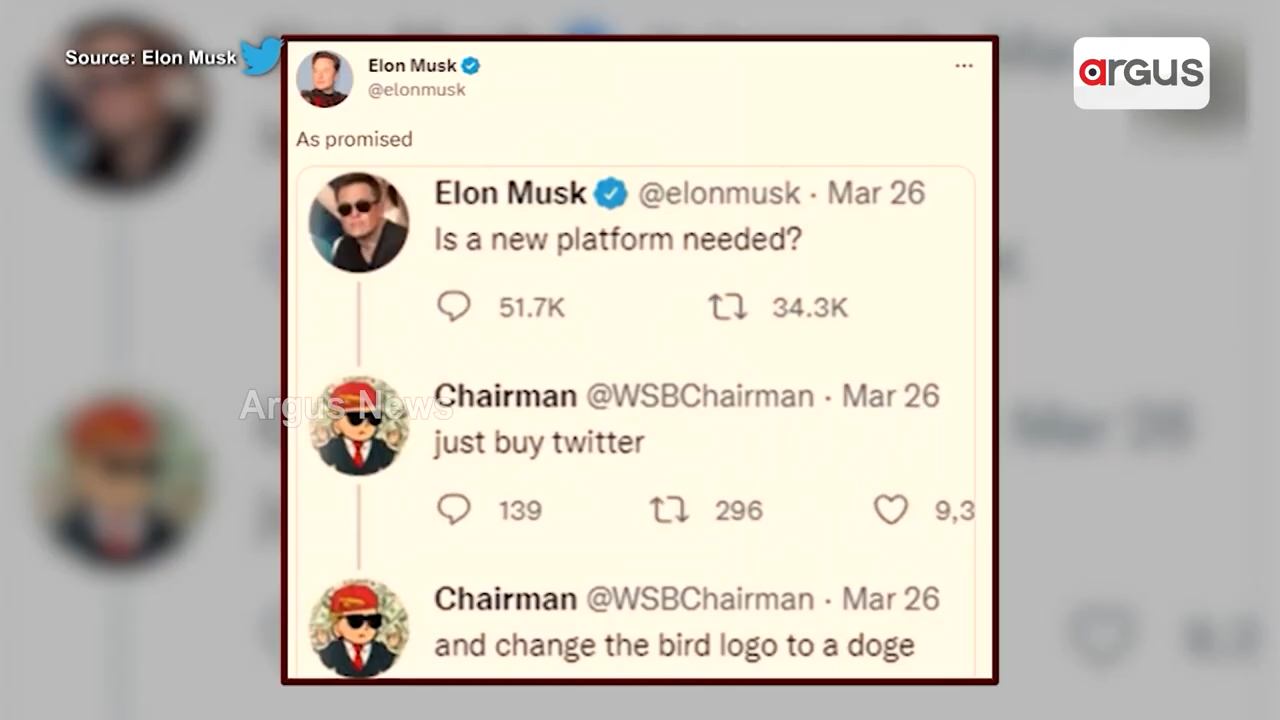 Source: Elon Musk
argus
Elon Musk
@elonmusk
As promised
Elon Musk @elonmusk · Mar 26
Is a new platform needed?
51.7K 34.3K
Argus News
Chairman @WSBChairman · Mar 26
just buy twitter
139 296 9,3
Chairman @WSBChairman · Mar 26
and change the bird logo to a doge
Mar 26